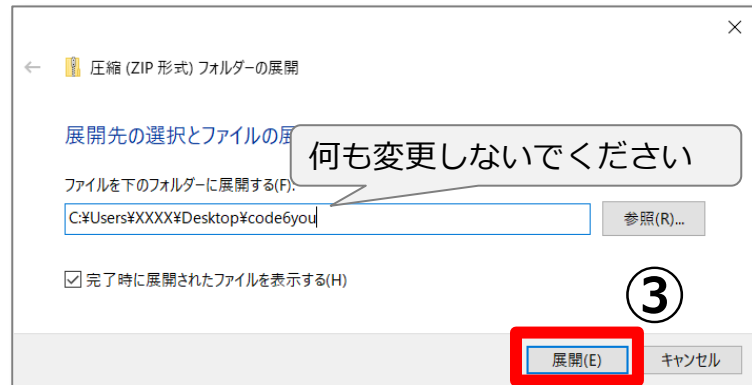 圧縮 (ZIP 形式) フォルダーの展開
展開先の選択とファイルの展
何も変更しないでください
ファイルを下のフォルダーに展開する(F):
C:¥Users¥XXXX¥Desktop¥code6you
参照(R)...
完了時に展開されたファイルを表示する(H)
③
展開(E)
キャンセル